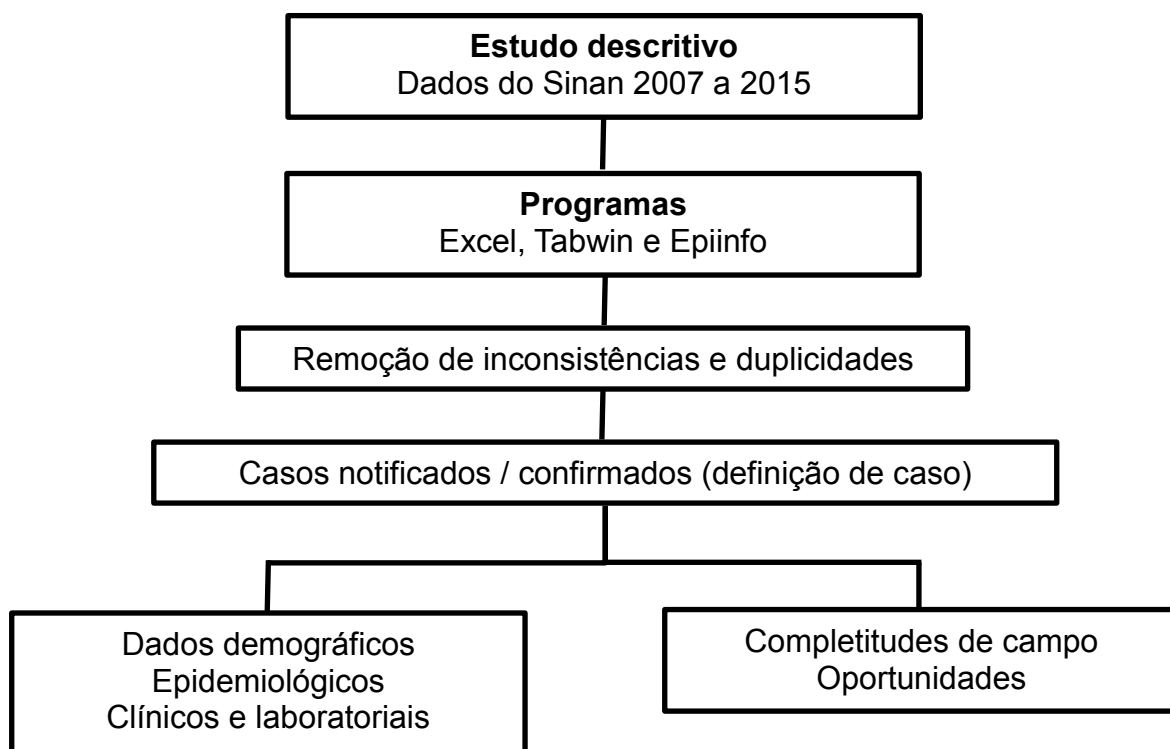 Estudo descritivo
Dados do Sinan 2007 a 2015
Programas
Excel, Tabwin e Epiinfo
Remoção de inconsistências e duplicidades
Casos notificados / confirmados (definição de caso)
Dados demográficos
Epidemiológicos
Clínicos e laboratoriais
Completitudes de campo
Oportunidades